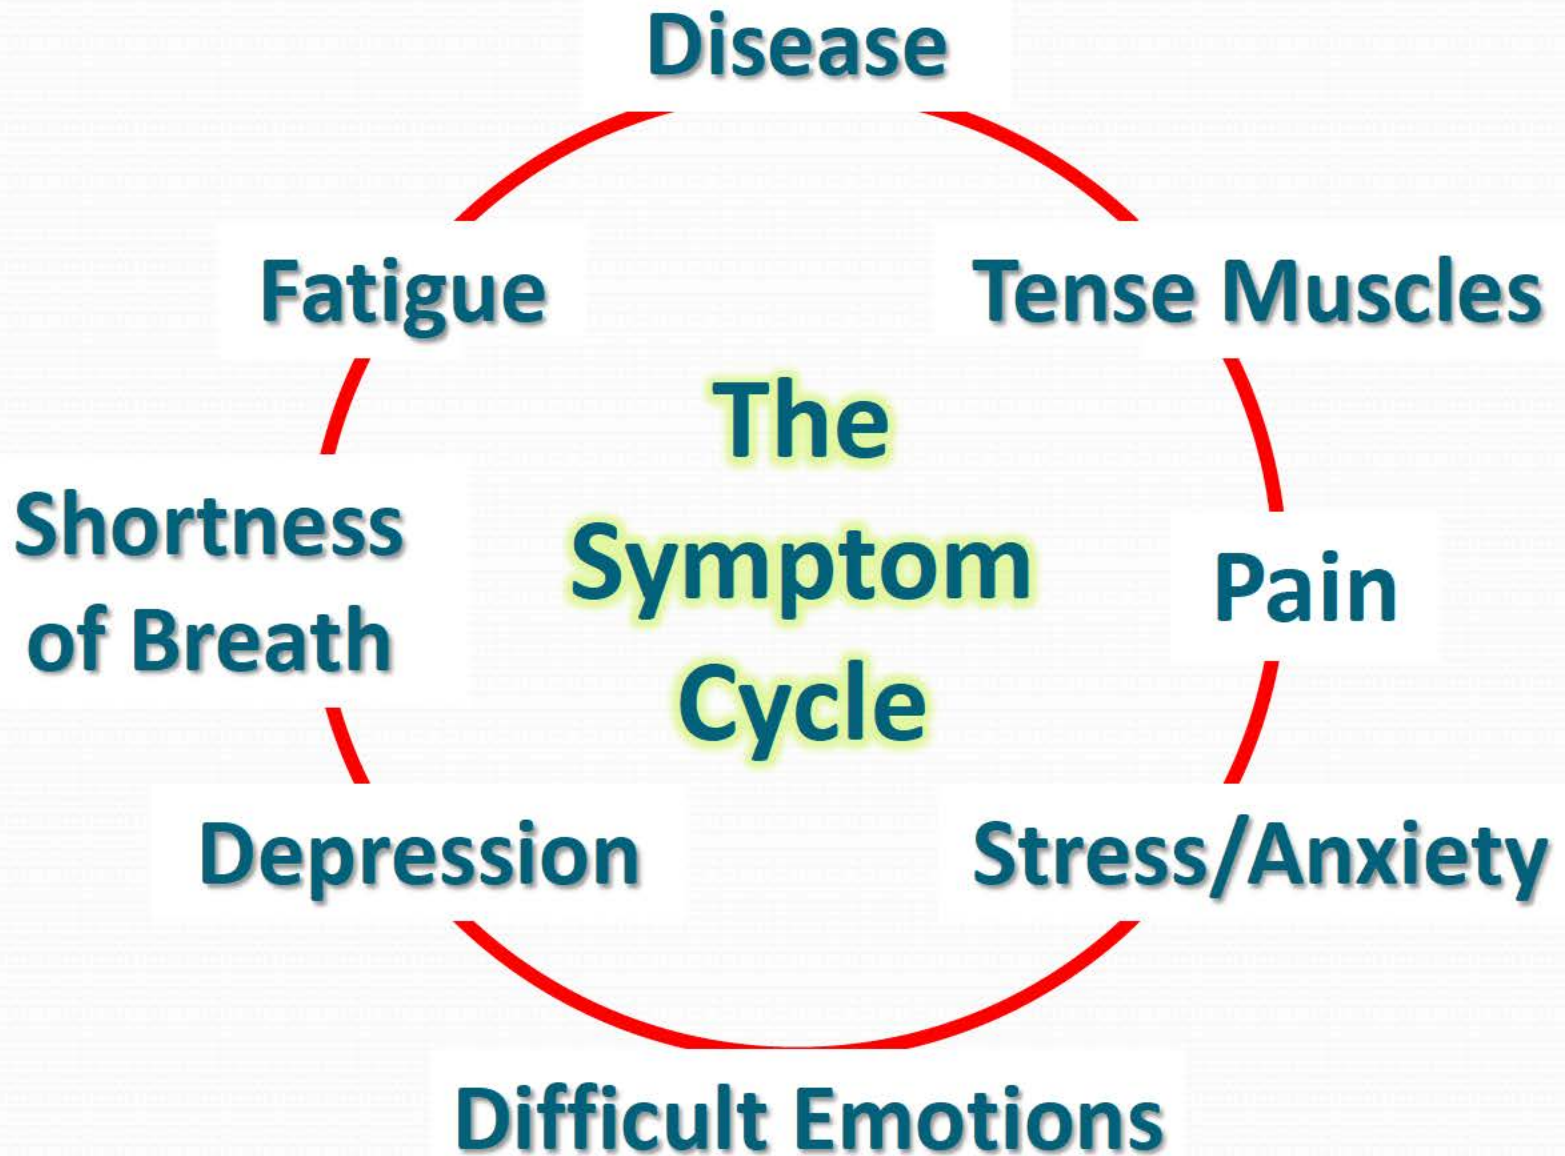 Disease
Fatigue
Tense Muscles
The
Symptom
Cycle
Shortness
of Breath
Pain
Depression
Stress/Anxiety
Difficult Emotions